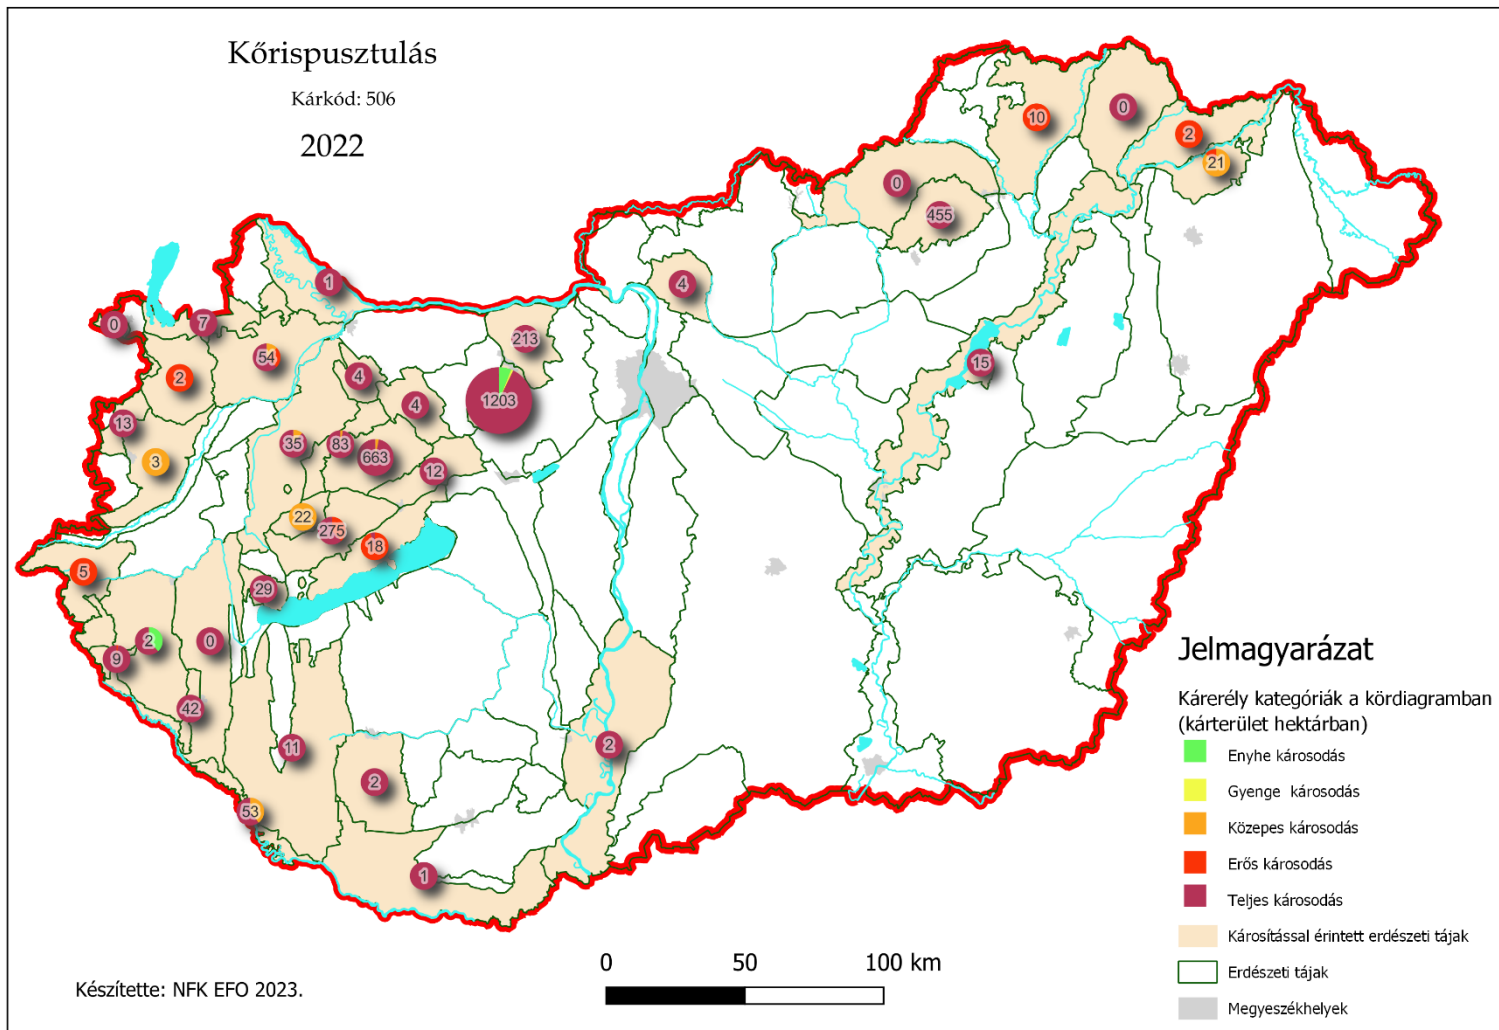 Kőrispusztulás
Kárkód: 506
2022
10
0
2
21
0
455
1
4
0
7
213
54
15
2
4
1203
4
13
35
83
663
3
12
22
275
18
5
29
2
0
9
42
11
2
2
53
1
Jelmagyarázat
Kárerély kategóriák a kördiagramban
(kárterület hektárban)
Enyhe károsodás
Gyenge károsodás
Közepes károsodás
Erős károsodás
Teljes károsodás
Károsítással érintett erdészeti tájak
Erdészeti tájak
Megyeszékhelyek
0 50 100 km
Készítette: NFK EFO 2023.